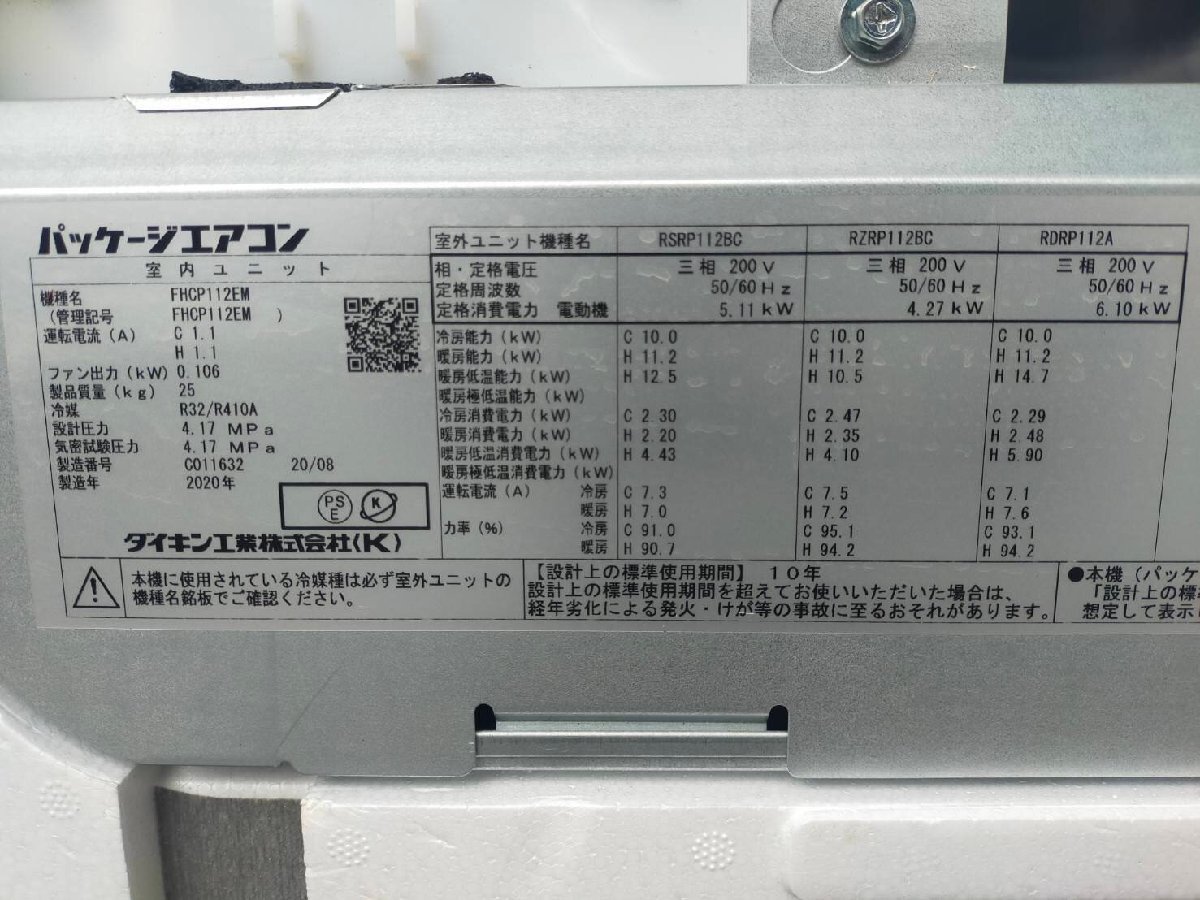 パッケージエアコン
室内ユニット
機種名 FHCP112EM
(管理記号 FHCP112EM )
運転電流(A) C 1.1
H 1.1
ファン出力(kW) 0.106
製品質量(kg) 25
冷媒 R32/R410A
設計圧力 4.17 MPa
気密試験圧力 4.17 MPa
製造番号 C011632 20/08
製造年 2020年
PS
E
K
ダイキン工業株式会社(K)
室外ユニット機種名 RSRP112BC RZRP112BC RDRP112A
相・定格電圧 三相 200V 三相 200V 三相 200V
定格周波数 50/60Hz 50/60Hz 50/60Hz
定格消費電力 電動機 5.11kW 4.27kW 6.10kW
冷房能力(kW) C 10.0 C 10.0 C 10.0
暖房能力(kW) H 11.2 H 11.2 H 11.2
暖房低温能力(kW) H 12.5 H 10.5 H 14.7
暖房極低温能力(kW)
冷房消費電力(kW) C 2.30 C 2.47 C 2.29
暖房消費電力(kW) H 2.20 H 2.35 H 2.48
暖房低温消費電力(kW) H 4.43 H 4.10 H 5.90
暖房極低温消費電力(kW)
運転電流(A) 冷房 C 7.3 C 7.5 C 7.1
暖房 H 7.0 H 7.2 H 7.6
力率(%) 冷房 C 91.0 C 95.1 C 93.1
暖房 H 90.7 H 94.2 H 94.2
本機に使用されている冷媒種は必ず室外ユニットの
機種名銘板でご確認ください。
【設計上の標準使用期間】 10年
設計上の標準使用期間を超えてお使いいただいた場合は、
経年劣化による発火・けが等の事故に至るおそれがあります。
●本機(パッケ
「設計上の標
想定して表示